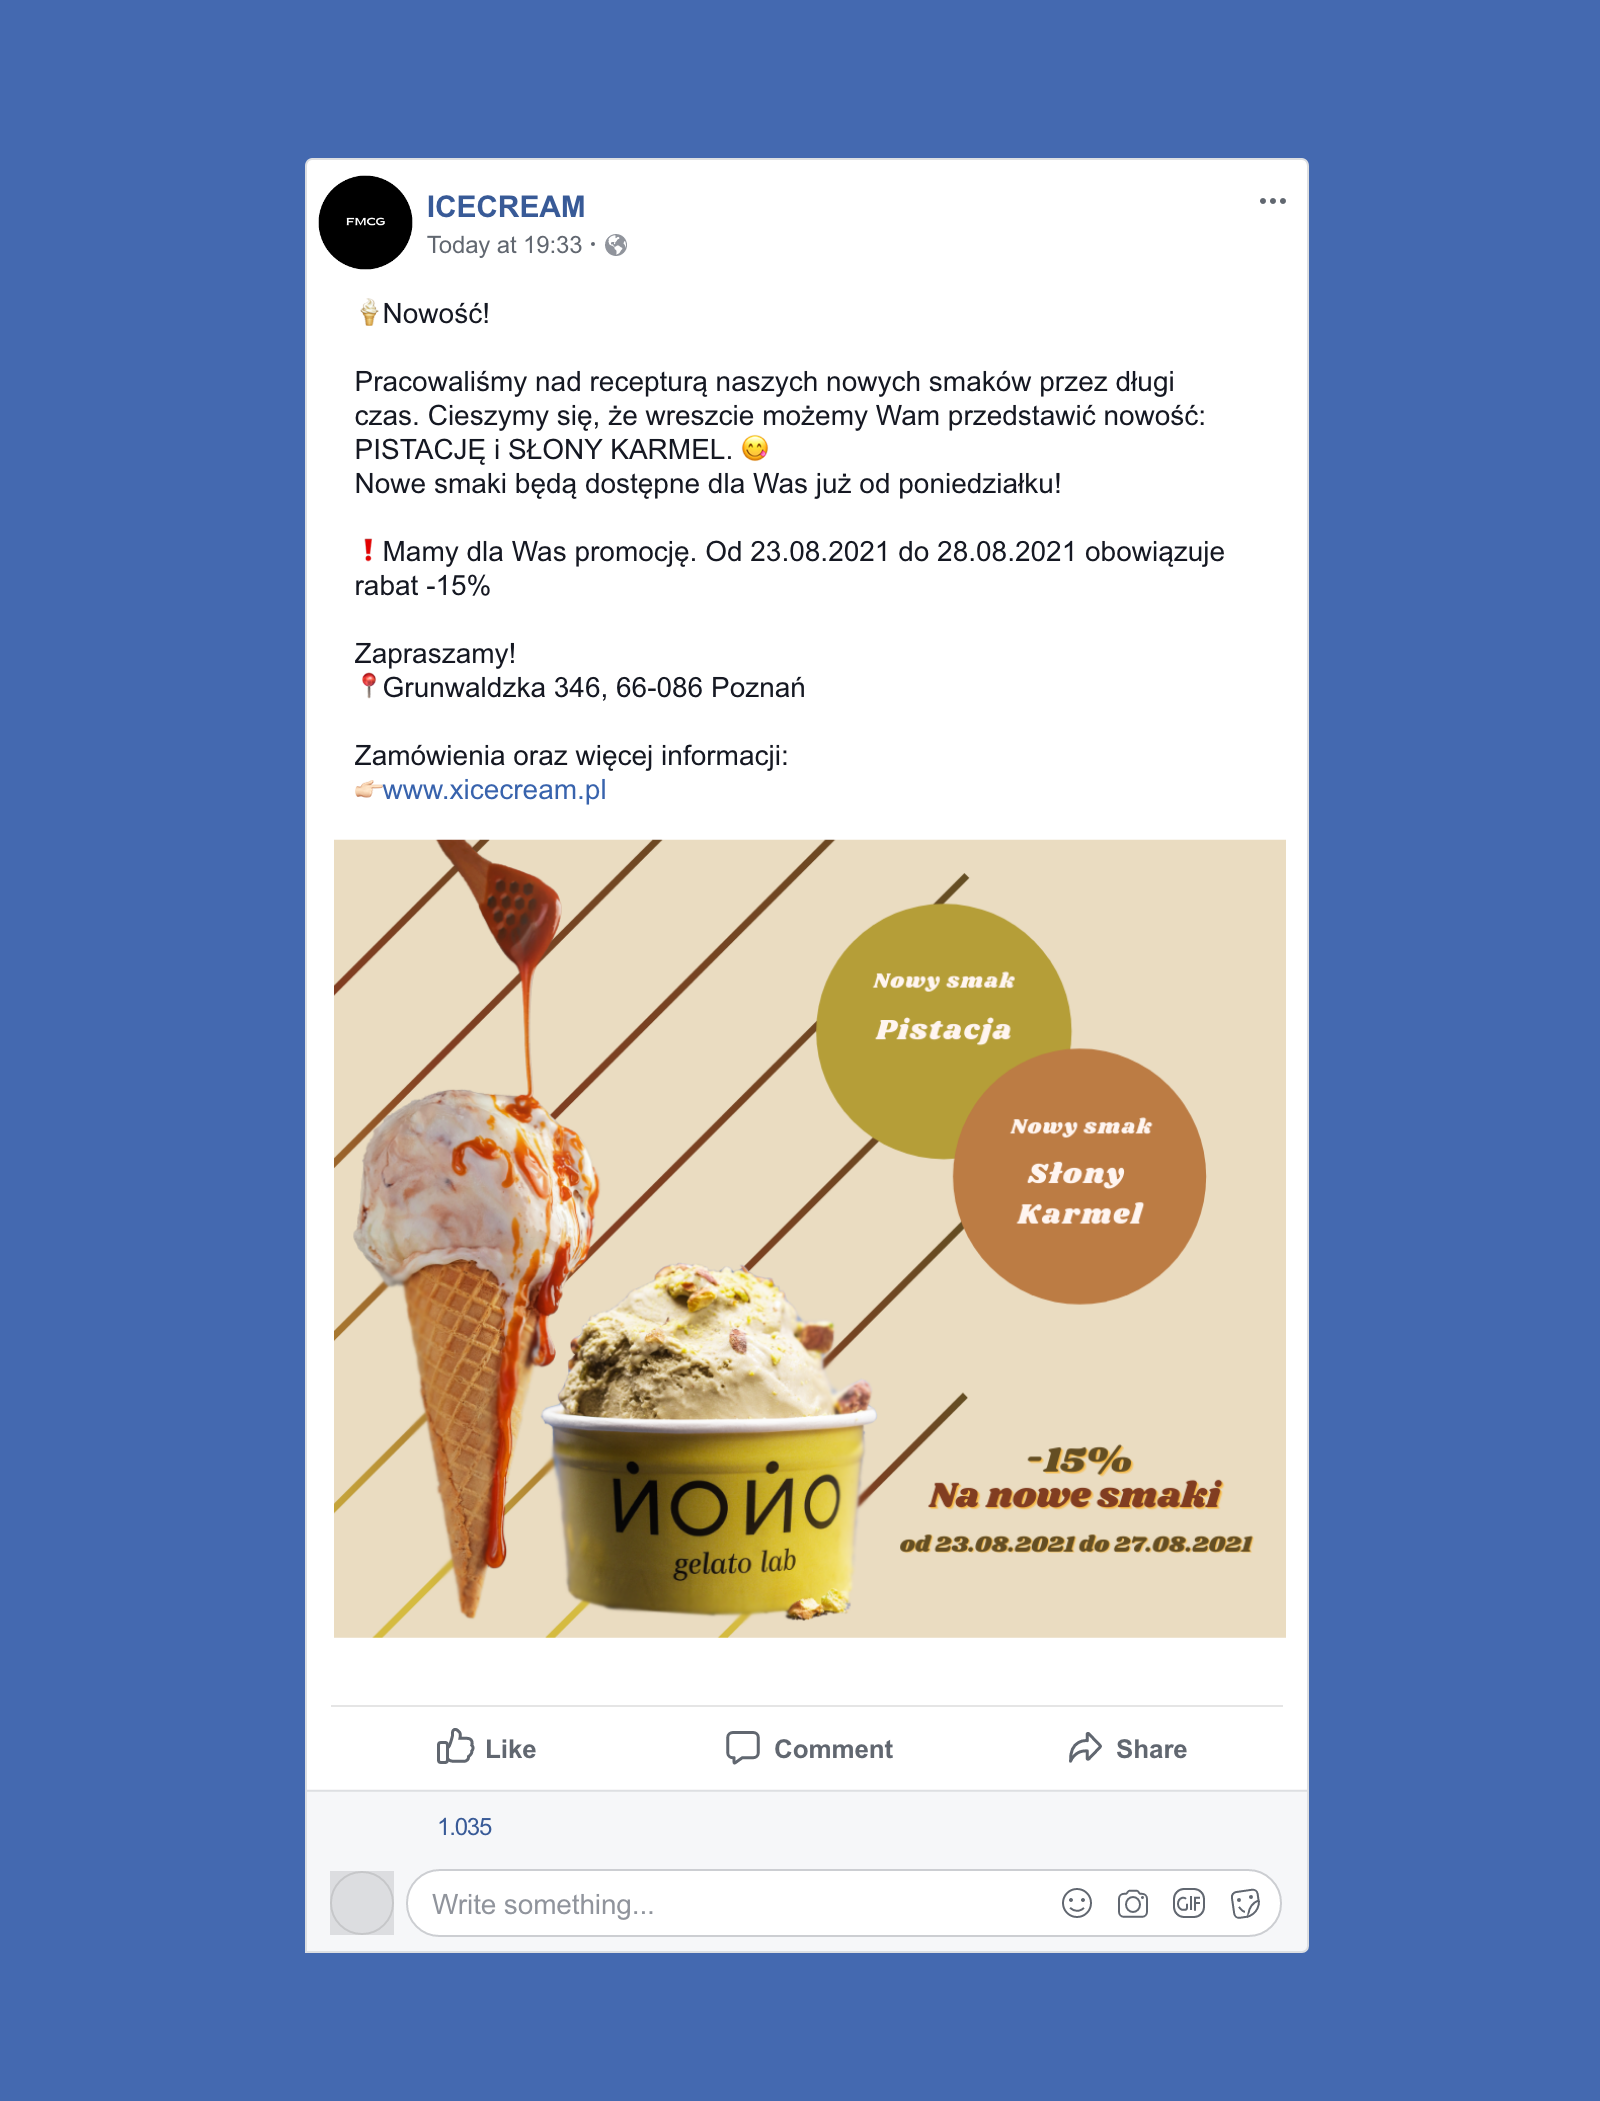 FMCG
ICECREAM
Today at 19:33 ·
🍦Nowość!
Pracowaliśmy nad recepturą naszych nowych smaków przez długi
czas. Cieszymy się, że wreszcie możemy Wam przedstawić nowość:
PISTACJĘ i SŁONY KARMEL. 😋
Nowe smaki będą dostępne dla Was już od poniedziałku!
❗Mamy dla Was promocję. Od 23.08.2021 do 28.08.2021 obowiązuje
rabat -15%
Zapraszamy!
📍Grunwaldzka 346, 66-086 Poznań
Zamówienia oraz więcej informacji:
👉🏻www.xicecream.pl
Nowy smak
Pistacja
Nowy smak
Słony
Karmel
ṄOṄO
gelato lab
-15%
Na nowe smaki
od 23.08.2021 do 27.08.2021
Like
Comment
Share
1.035
Write something...
GIF